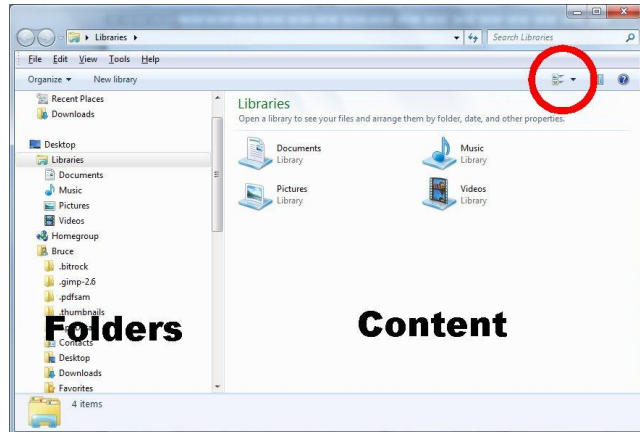 Libraries
Search Libraries
File Edit View Tools Help
Organize New library
Recent Places
Downloads
Desktop
Libraries
Documents
Music
Pictures
Videos
Homegroup
Bruce
.bitrock
.gimp-2.6
.pdfsam
.thumbnails
Contacts
Desktop
Downloads
Favorites
Folders
Libraries
Open a library to see your files and arrange them by folder, date, and other properties.
Documents
Library
Music
Library
Pictures
Library
Videos
Library
Content
4 items